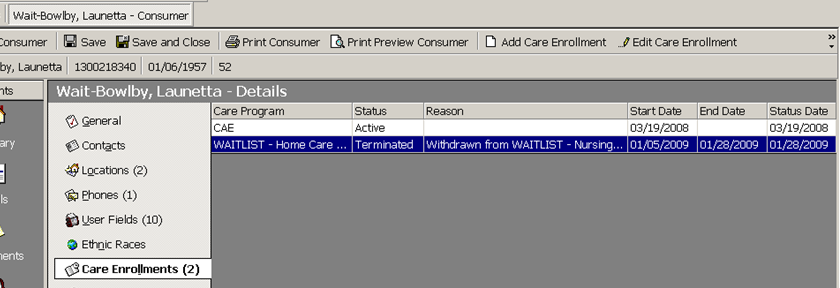 Wait-Bowlby, Launetta - Consumer
Consumer Save Save and Close Print Consumer Print Preview Consumer Add Care Enrollment Edit Care Enrollment »
by, Launetta 1300218340 01/06/1957 52
nts Wait-Bowlby, Launetta - Details
Care Program Status Reason Start Date End Date Status Date
CAE Active 03/19/2008 03/19/2008
WAITLIST - Home Care ... Terminated Withdrawn from WAITLIST - Nursing... 01/05/2009 01/28/2009 01/28/2009
General
ary Contacts
Locations (2)
ls Phones (1)
User Fields (10)
ments Ethnic Races
Care Enrollments (2)